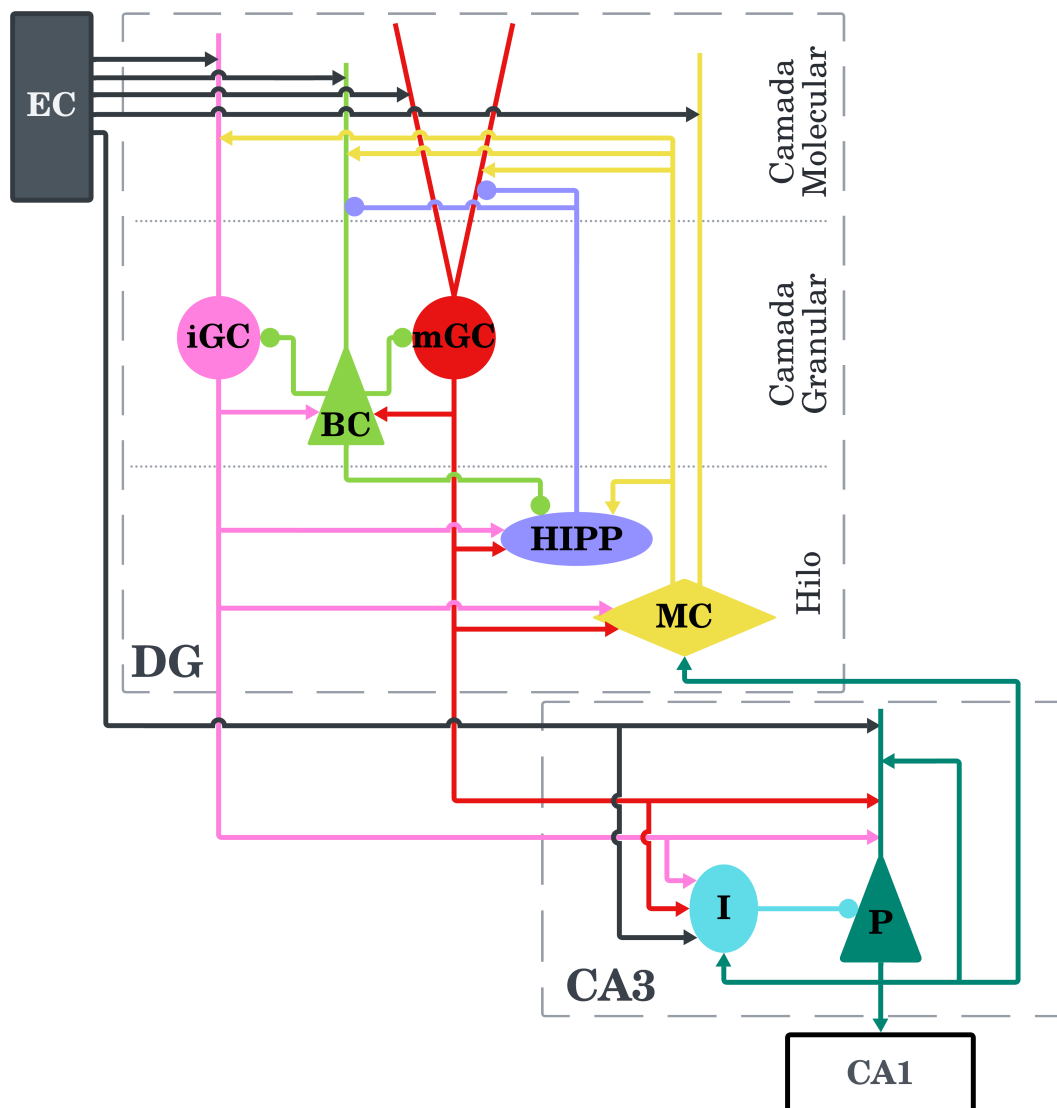 EC
Camada
Molecular
iGC
mGC
BC
Camada
Granular
HIPP
MC
Hilo
DG
I
P
CA3
CA1